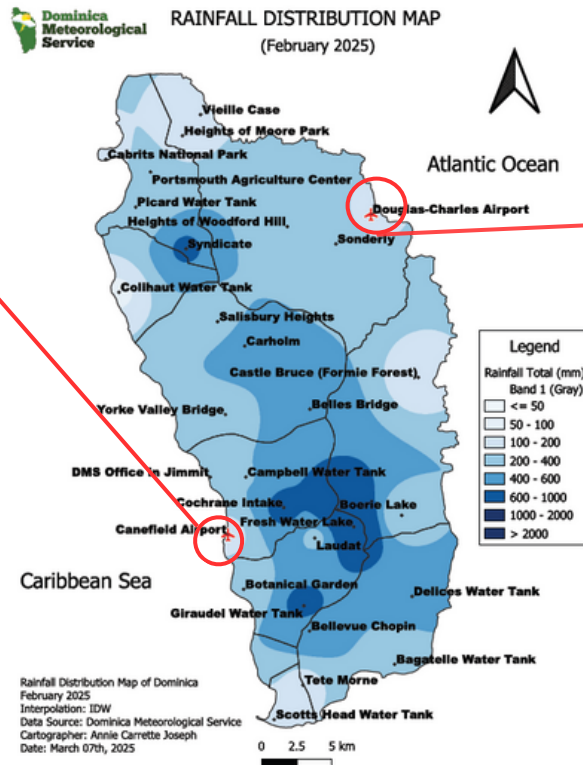 Dominica
Meteorological
Service
RAINFALL DISTRIBUTION MAP
(February 2025)
Vieille Case
Heights of Moore Park
Cabrits National Park
Atlantic Ocean
Portsmouth Agriculture Center
Picard Water Tank
Douglas-Charles Airport
Heights of Woodford Hill
Sonderly
Syndicate
Colihaut Water Tank
Salisbury Heights
Carholm
Castle Bruce (Formie Forest)
Yorke Valley Bridge
Belles Bridge
Legend
Rainfall Total (mm)
Band 1 (Gray)
<= 50
50 - 100
100 - 200
200 - 400
400 - 600
600 - 1000
1000 - 2000
> 2000
DMS Office in Jimmit
Campbell Water Tank
Cochrane Intake
Boerie Lake
Canefield Airport
Fresh Water Lake
Laudat
Caribbean Sea
Botanical Garden
Delices Water Tank
Giraudel Water Tank
Bellevue Chopin
Bagatelle Water Tank
Tete Morne
Scotts Head Water Tank
Rainfall Distribution Map of Dominica
February 2025
Interpolation: IDW
Data Source: Dominica Meteorological Service
Cartographer: Annie Carrette Joseph
Date: March 07th, 2025
0 2.5 5 km